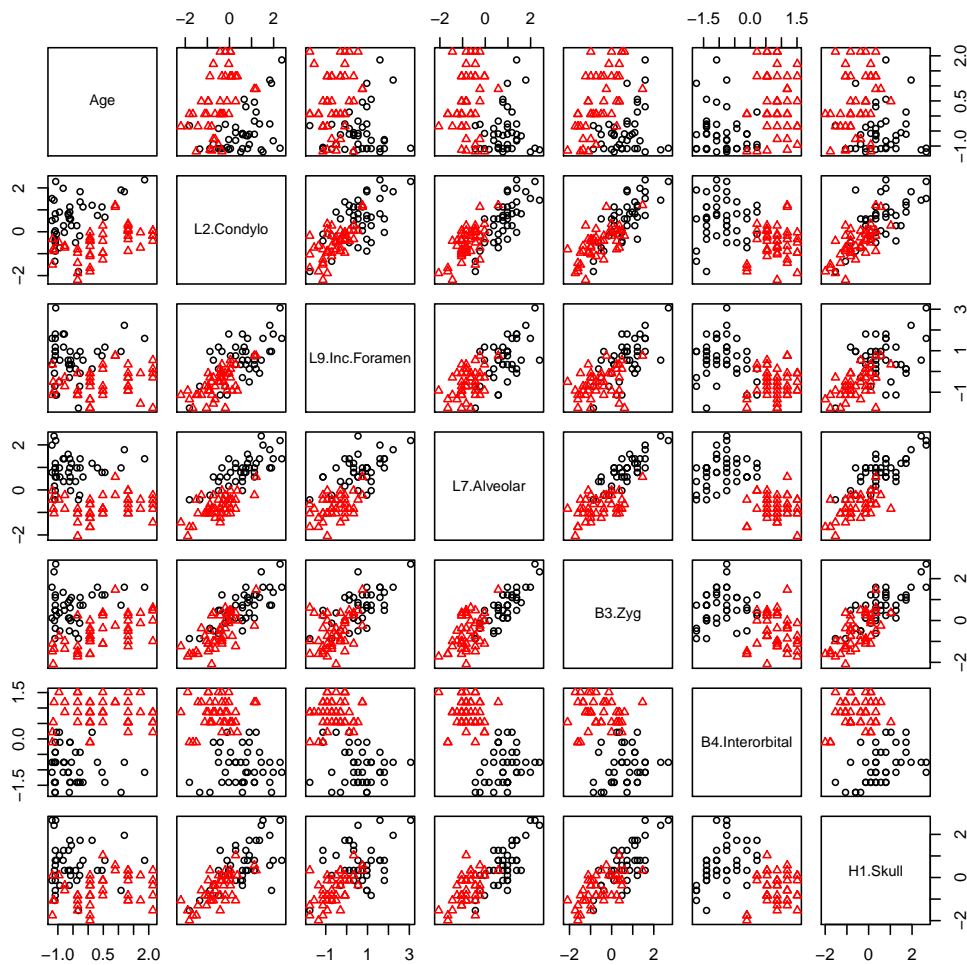 −2 0 2 −2 0 2 −1.5 0.0 1.5
Age
−1.0 0.5 2.0
−2 0 2
L2.Condylo
L9.Inc.Foramen
−1 1 3
0 2
L7.Alveolar
B3.Zyg
−2 0 2
−1.5 0.0 1.5
B4.Interorbital
H1.Skull
−2 0 2
−1.0 0.5 2.0 −1 1 3 −2 0 2 −2 0 2